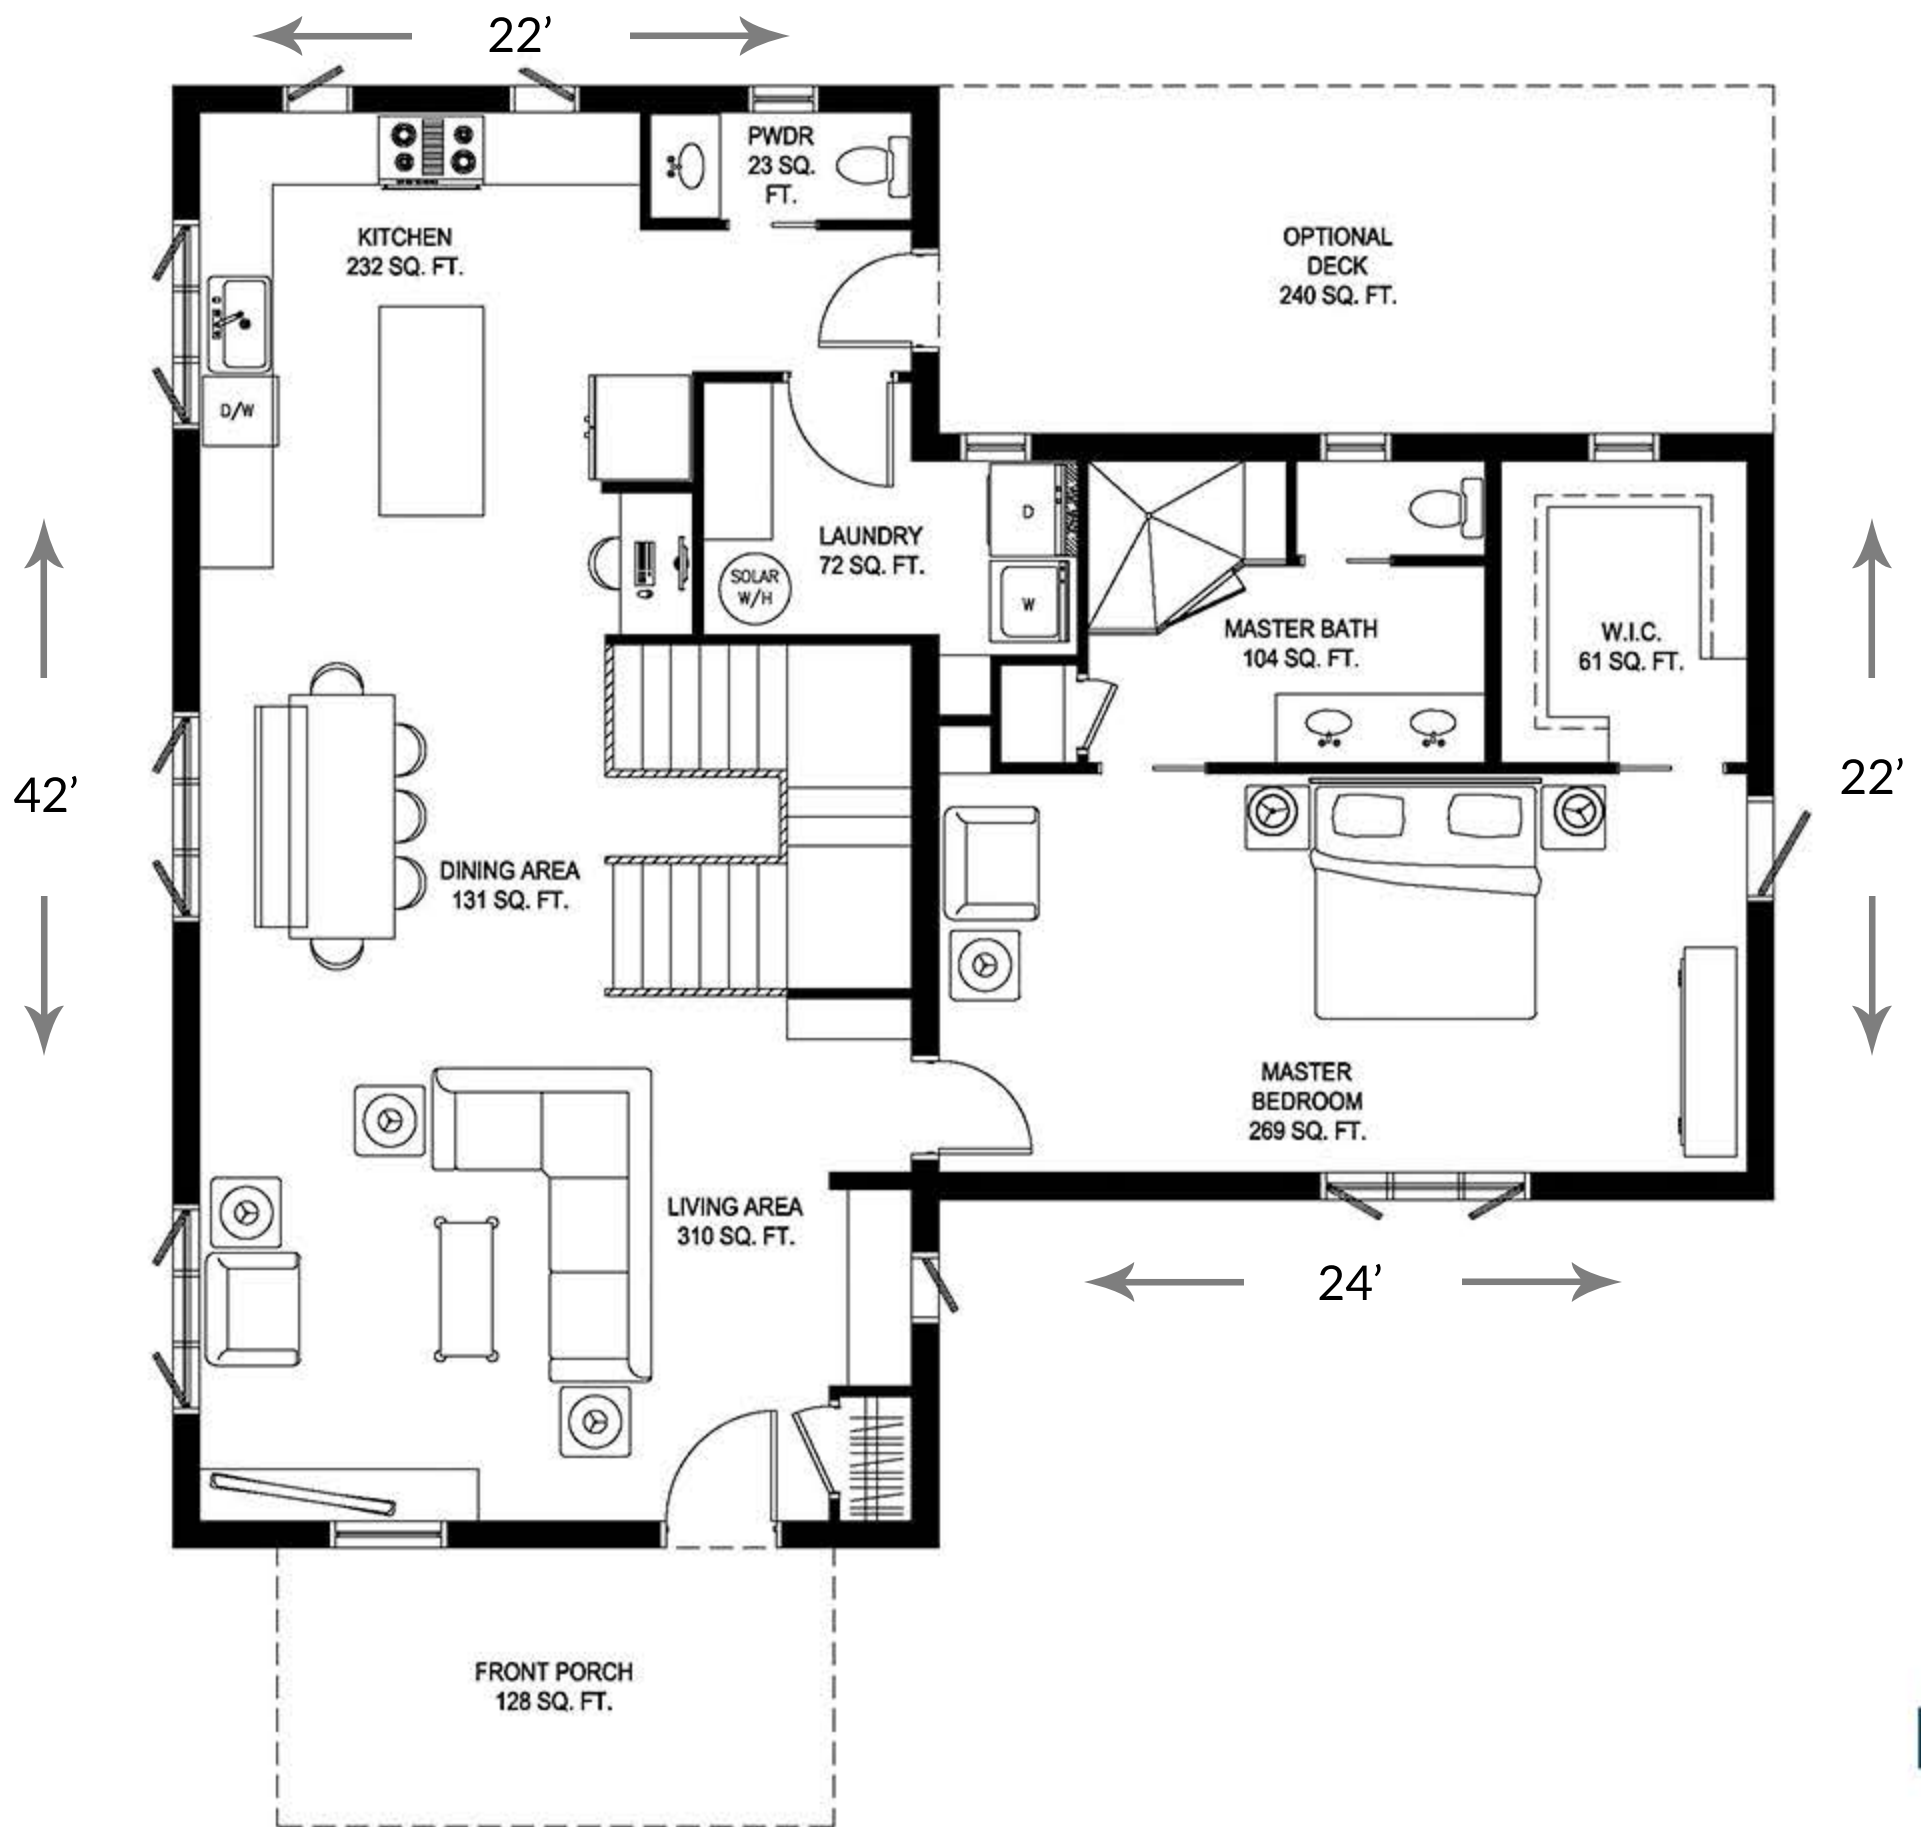 22’
PWDR
23 SQ.
FT.
KITCHEN
232 SQ. FT.
OPTIONAL
DECK
240 SQ. FT.
D/W
D
LAUNDRY
72 SQ. FT.
SOLAR
W/H
W
MASTER BATH
104 SQ. FT.
W.I.C.
61 SQ. FT.
42’
22’
DINING AREA
131 SQ. FT.
MASTER
BEDROOM
269 SQ. FT.
LIVING AREA
310 SQ. FT.
24’
FRONT PORCH
128 SQ. FT.